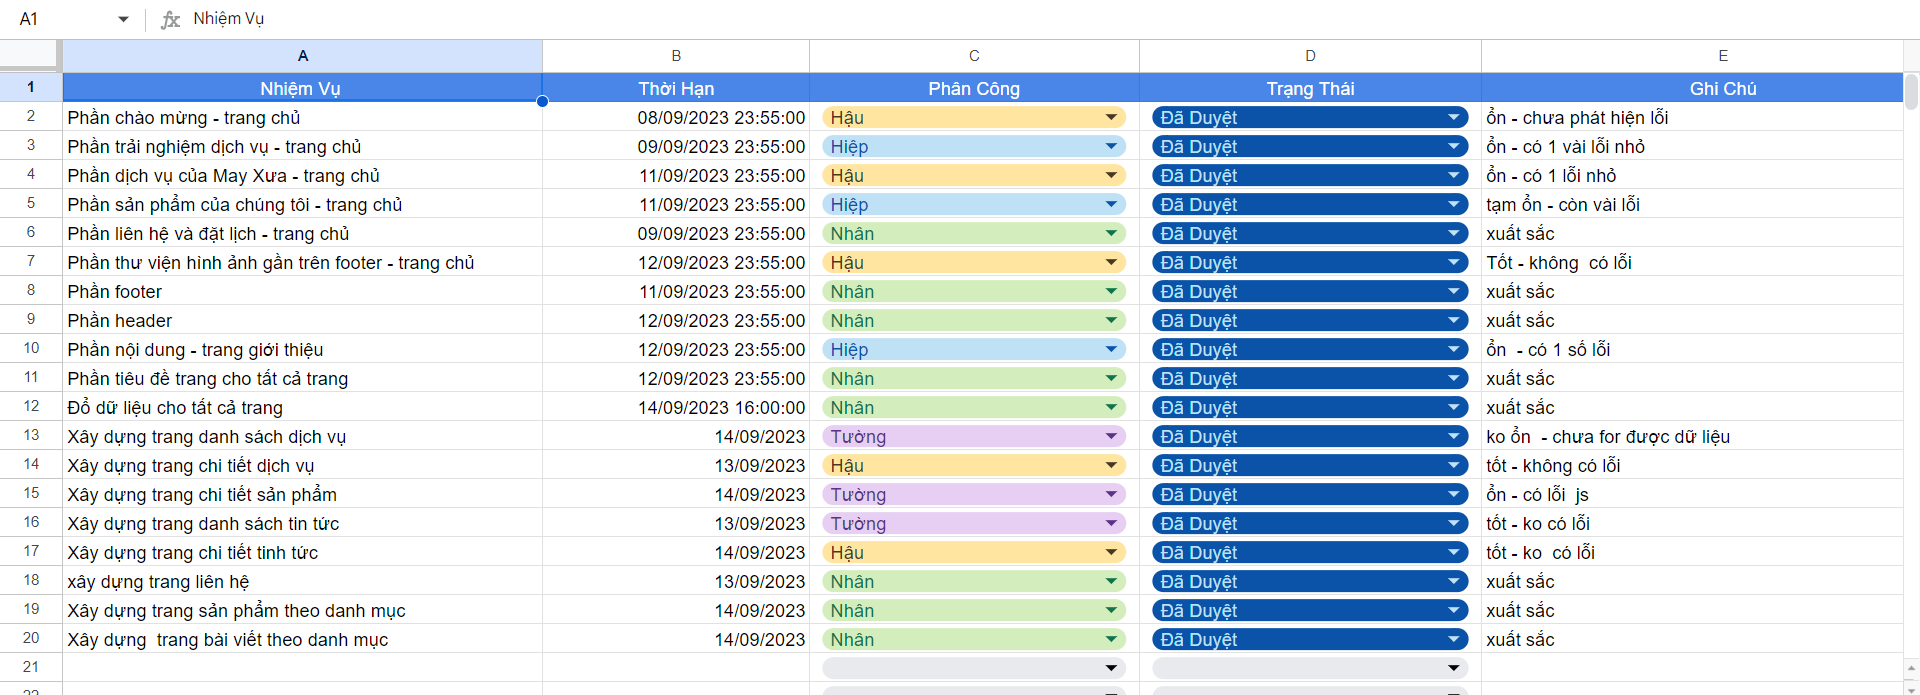 A1 fx Nhiệm Vụ
A B C D E
1 Nhiệm Vụ Thời Hạn Phân Công Trạng Thái Ghi Chú
2 Phần chào mừng - trang chủ 08/09/2023 23:55:00 Hậu Đã Duyệt ổn - chưa phát hiện lỗi
3 Phần trải nghiệm dịch vụ - trang chủ 09/09/2023 23:55:00 Hiệp Đã Duyệt ổn - có 1 vài lỗi nhỏ
4 Phần dịch vụ của May Xưa - trang chủ 11/09/2023 23:55:00 Hậu Đã Duyệt ổn - có 1 lỗi nhỏ
5 Phần sản phẩm của chúng tôi - trang chủ 11/09/2023 23:55:00 Hiệp Đã Duyệt tạm ổn - còn vài lỗi
6 Phần liên hệ và đặt lịch - trang chủ 09/09/2023 23:55:00 Nhân Đã Duyệt xuất sắc
7 Phần thư viện hình ảnh gần trên footer - trang chủ 12/09/2023 23:55:00 Hậu Đã Duyệt Tốt - không  có lỗi
8 Phần footer 11/09/2023 23:55:00 Nhân Đã Duyệt xuất sắc
9 Phần header 12/09/2023 23:55:00 Nhân Đã Duyệt xuất sắc
10 Phần nội dung - trang giới thiệu 12/09/2023 23:55:00 Hiệp Đã Duyệt ổn  - có 1 số lỗi
11 Phần tiêu đề trang cho tất cả trang 12/09/2023 23:55:00 Nhân Đã Duyệt xuất sắc
12 Đổ dữ liệu cho tất cả trang 14/09/2023 16:00:00 Nhân Đã Duyệt xuất sắc
13 Xây dựng trang danh sách dịch vụ 14/09/2023 Tường Đã Duyệt ko ổn  - chưa for được dữ liệu
14 Xây dựng trang chi tiết dịch vụ 13/09/2023 Hậu Đã Duyệt tốt - không có lỗi
15 Xây dựng trang chi tiết sản phẩm 14/09/2023 Tường Đã Duyệt ổn - có lỗi  js
16 Xây dựng trang danh sách tin tức 13/09/2023 Tường Đã Duyệt tốt - ko có lỗi
17 Xây dựng trang chi tiết tinh tức 14/09/2023 Hậu Đã Duyệt tốt - ko  có lỗi
18 xây dựng trang liên hệ 13/09/2023 Nhân Đã Duyệt xuất sắc
19 Xây dựng trang sản phẩm theo danh mục 14/09/2023 Nhân Đã Duyệt xuất sắc
20 Xây dựng  trang bài viết theo danh mục 14/09/2023 Nhân Đã Duyệt xuất sắc
21
22